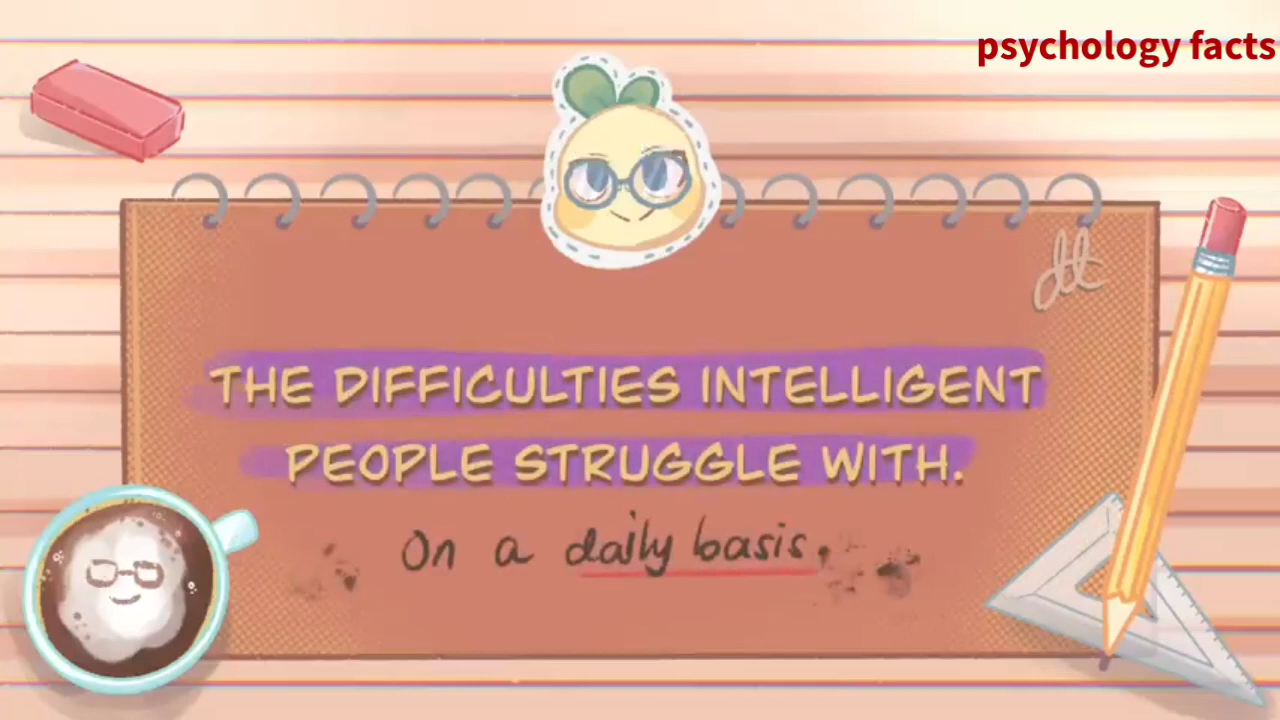 psychology facts
THE DIFFICULTIES INTELLIGENT
PEOPLE STRUGGLE WITH.
On a daily basis.